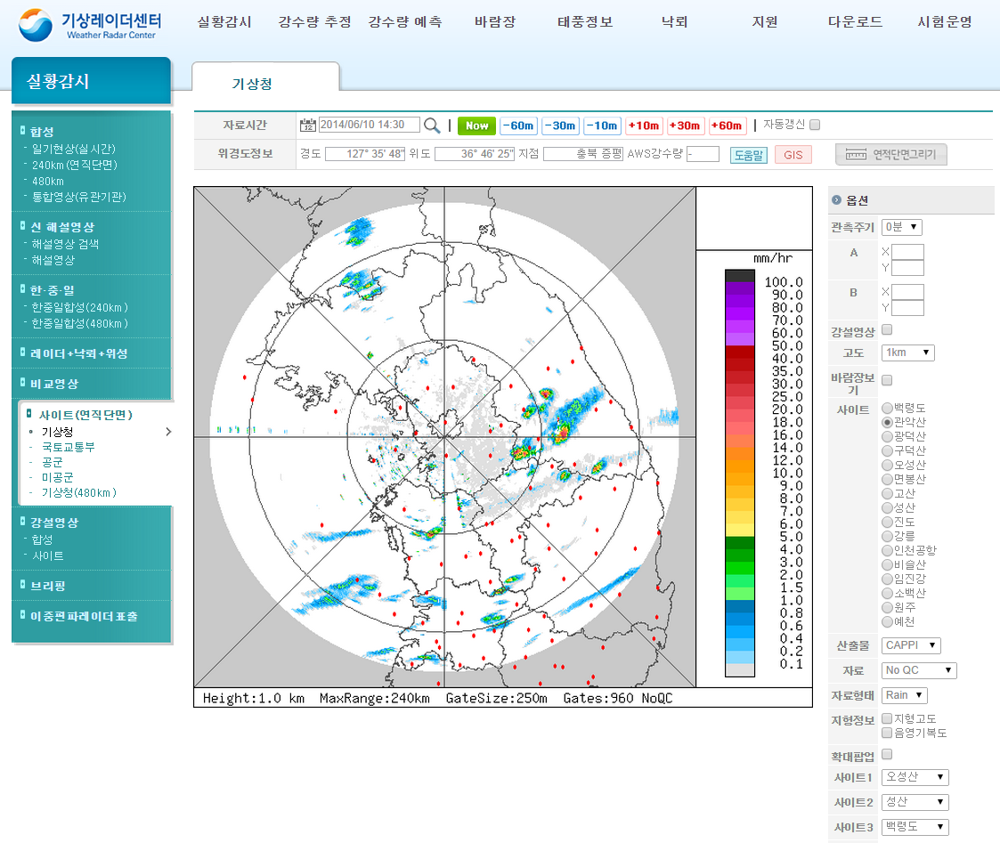 기상레이더센터
Weather Radar Center
실황감시 강수량 추정 강수량 예측 바람장 태풍정보 낙뢰 지원 다운로드 시험운영
실황감시
기상청
합성
- 일기현상(실시간)
- 240km(연직단면)
- 480km
- 통합영상(유관기관)
신 해설영상
- 해설영상 검색
- 해설영상
한·중·일
- 한중일합성(240km)
- 한중일합성(480km)
레이더+낙뢰+위성
비교영상
사이트(연직단면)
기상청
- 국토교통부
- 공군
- 미공군
- 기상청(480km)
강설영상
- 합성
- 사이트
브리핑
이중편파레이더표출
자료시간 2014/06/10 14:30 Now -60m -30m -10m +10m +30m +60m 자동갱신
위경도정보 경도 127° 35' 48" 위도 36° 46' 25" 지점 충북 증평 AWS강수량 - 도움말 GIS 연직단면그리기
mm/hr
100.0
90.0
80.0
70.0
60.0
50.0
40.0
35.0
30.0
25.0
20.0
18.0
16.0
14.0
12.0
10.0
9.0
8.0
7.0
6.0
5.0
4.0
3.0
2.0
1.5
1.0
0.8
0.6
0.4
0.2
0.1
Height:1.0 km MaxRange:240km GateSize:250m Gates:960 NoQC
옵션
관측주기 0분
A X
Y
B X
Y
강설영상
고도 1km
바람장보기
사이트 백령도
관악산
광덕산
구덕산
오성산
면봉산
고산
성산
진도
강릉
인천공항
비슬산
임진강
소백산
원주
예천
산출물 CAPPI
자료 No QC
자료형태 Rain
지형정보 지형고도
음영기복도
확대팝업
사이트1 오성산
사이트2 성산
사이트3 백령도